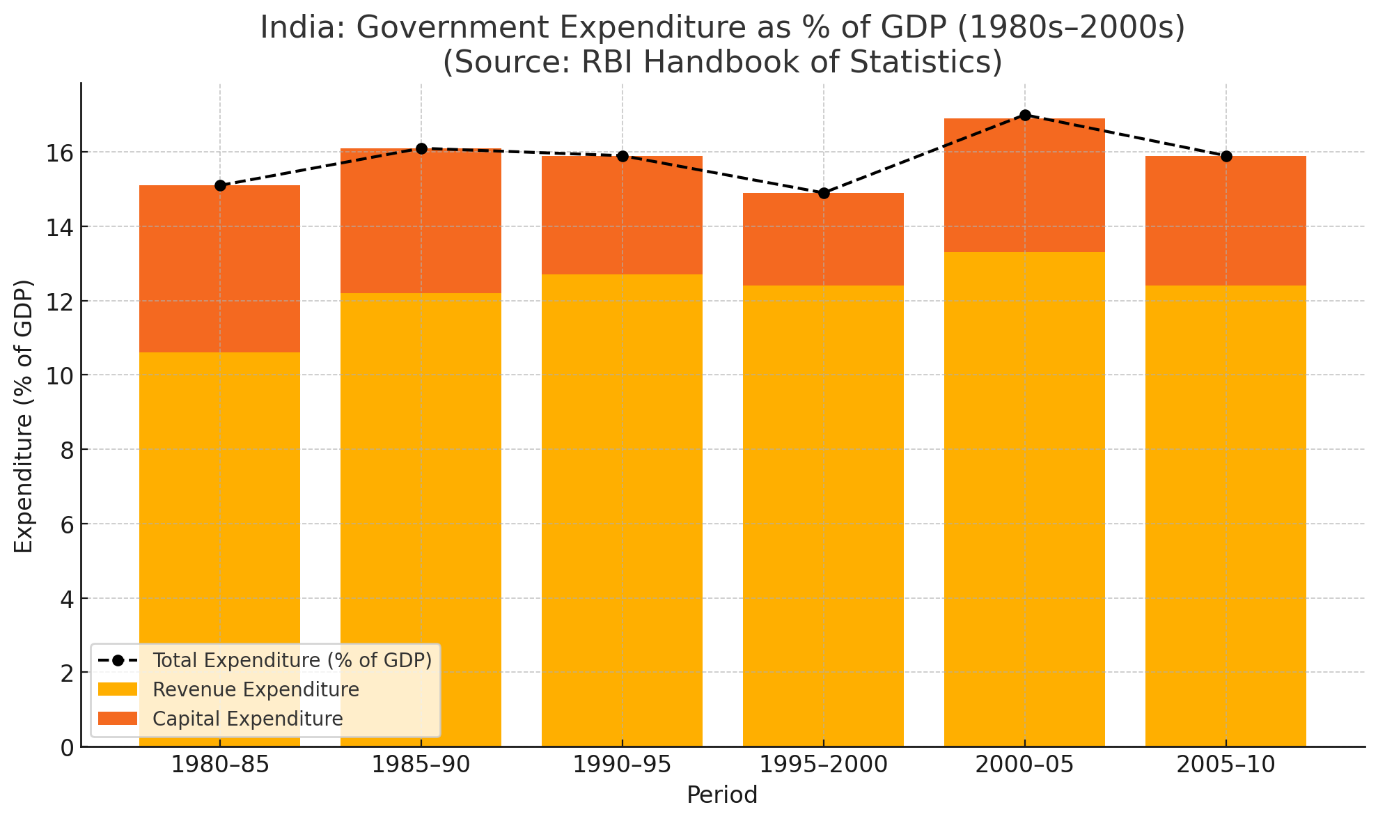 India: Government Expenditure as % of GDP (1980s–2000s)
(Source: RBI Handbook of Statistics)
Expenditure (% of GDP)
16
14
12
10
8
6
4
2
0
Total Expenditure (% of GDP)
Revenue Expenditure
Capital Expenditure
1980–85
1985–90
1990–95
1995–2000
2000–05
2005–10
Period